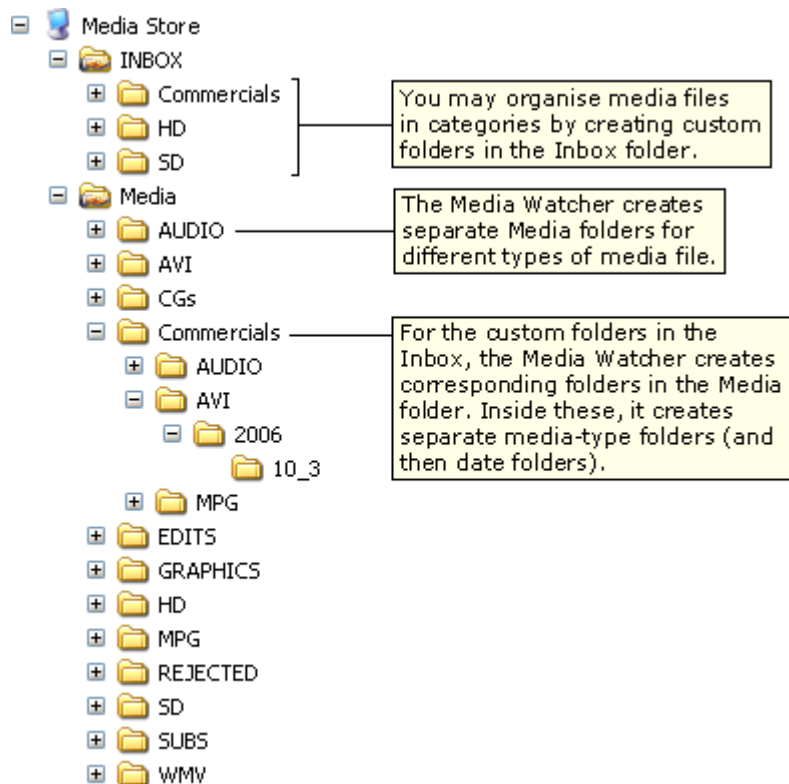 Media Store
INBOX
Commercials
HD
SD
You may organise media files
in categories by creating custom
folders in the Inbox folder.
Media
AUDIO
AVI
CGs
The Media Watcher creates
separate Media folders for
different types of media file.
Commercials
AUDIO
AVI
2006
10_3
MPG
For the custom folders in the
Inbox, the Media Watcher creates
corresponding folders in the Media
folder. Inside these, it creates
separate media-type folders (and
then date folders).
EDITS
GRAPHICS
HD
MPG
REJECTED
SD
SUBS
WMV